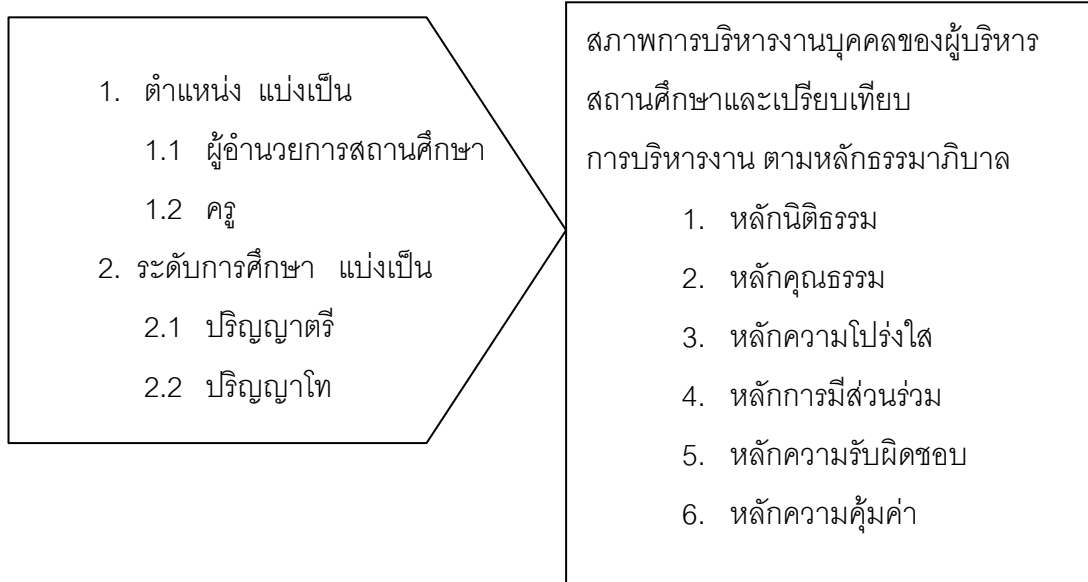 1. ตำแหน่ง แบ่งเป็น
1.1 ผู้อำนวยการสถานศึกษา
1.2 ครู
2. ระดับการศึกษา แบ่งเป็น
2.1 ปริญญาตรี
2.2 ปริญญาโท
สภาพการบริหารงานบุคคลของผู้บริหาร
สถานศึกษาและเปรียบเทียบ
การบริหารงาน ตามหลักธรรมาภิบาล
1. หลักนิติธรรม
2. หลักคุณธรรม
3. หลักความโปร่งใส
4. หลักการมีส่วนร่วม
5. หลักความรับผิดชอบ
6. หลักความคุ้มค่า